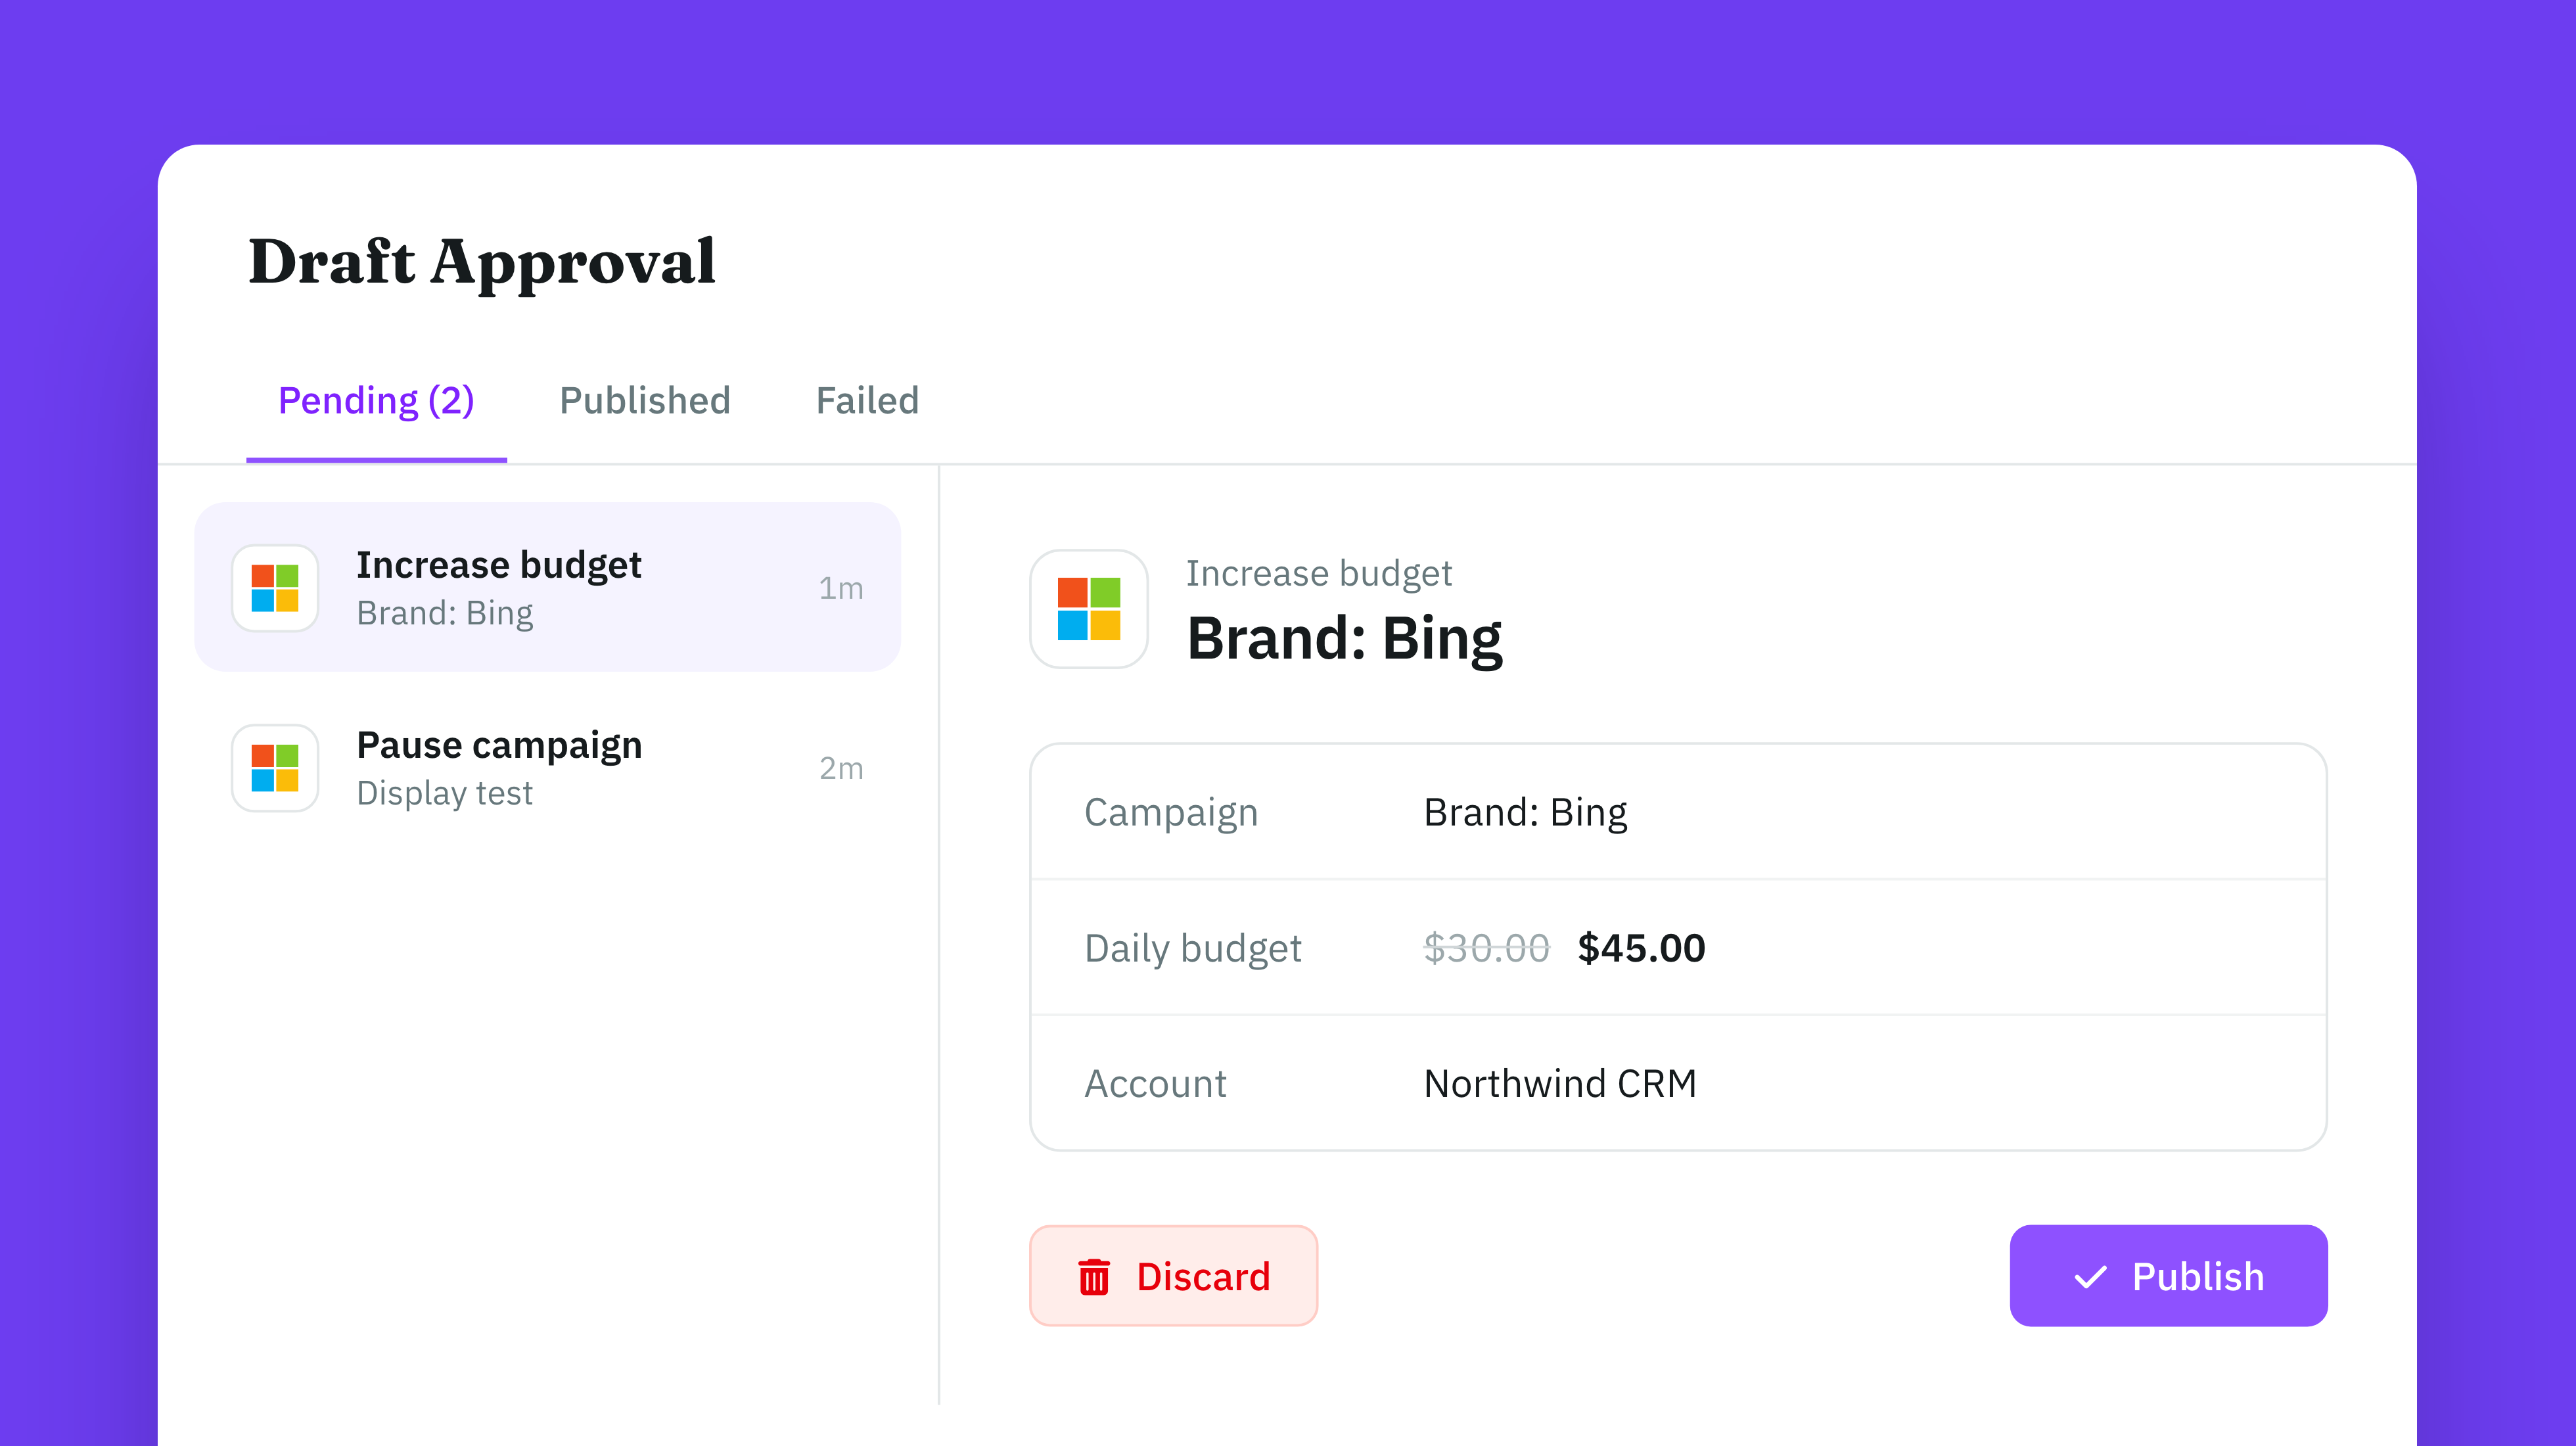 Draft Approval
Pending (2)
Published
Failed
Increase budget
Brand: Bing
1m
Pause campaign
Display test
2m
Increase budget
Brand: Bing
Campaign Brand: Bing
Daily budget $30.00 $45.00
Account Northwind CRM
Discard
Publish